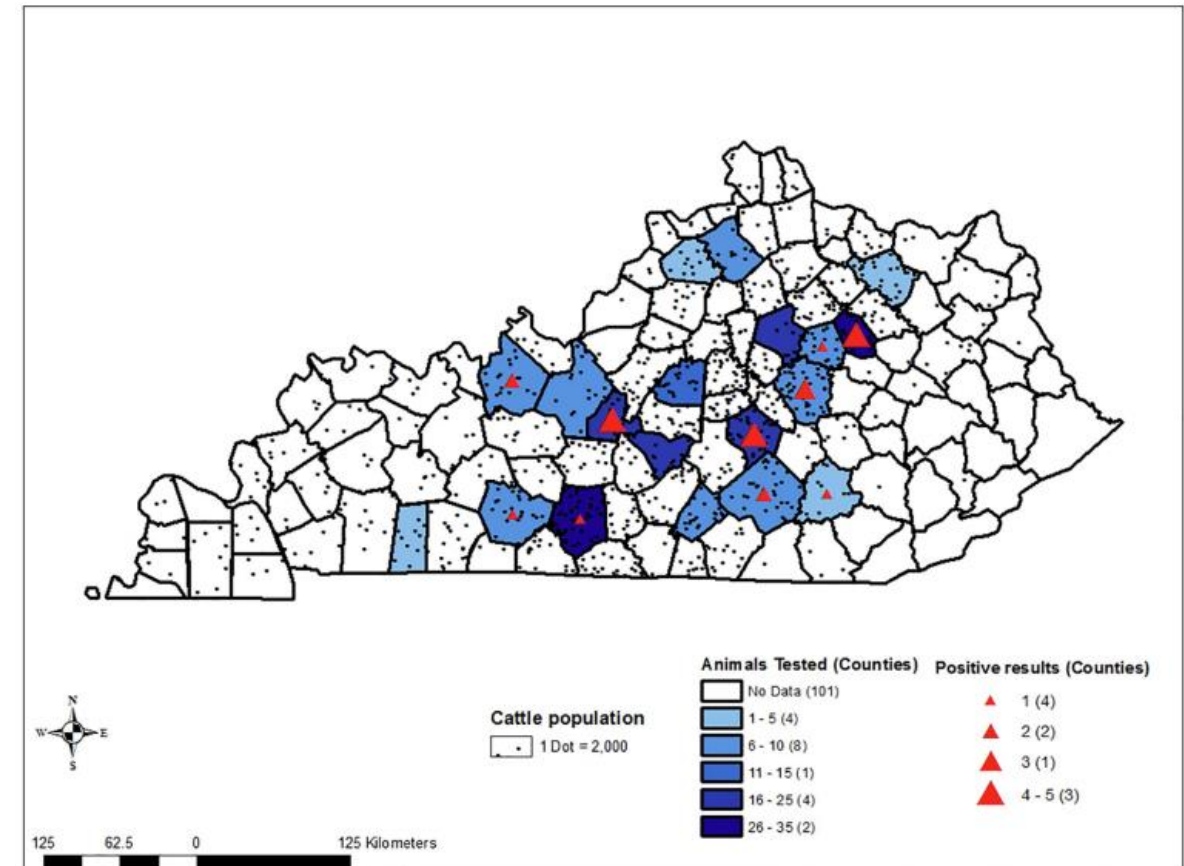 N
W E
S
125 62.5 0 125 Kilometers
Cattle population
1 Dot = 2,000
Animals Tested (Counties)
No Data (101)
1 - 5 (4)
6 - 10 (8)
11 - 15 (1)
16 - 25 (4)
26 - 35 (2)
Positive results (Counties)
1 (4)
2 (2)
3 (1)
4 - 5 (3)